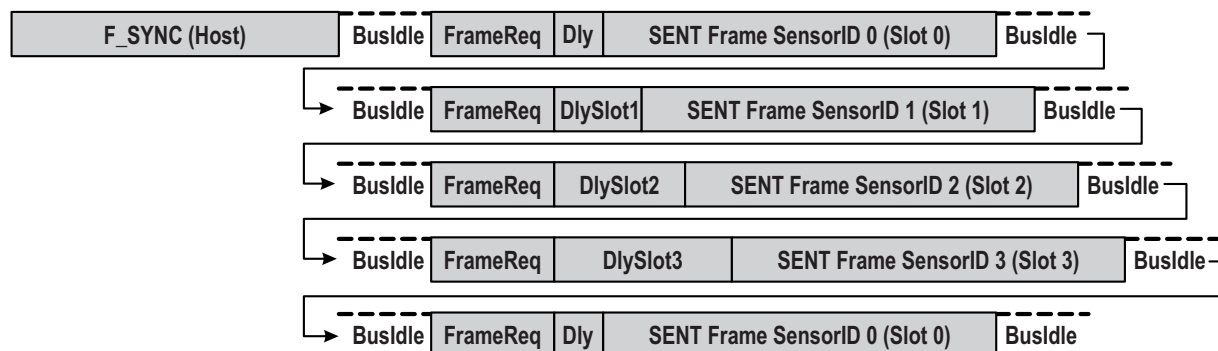 F_SYNC (Host) BusIdle FrameReq Dly SENT Frame SensorID 0 (Slot 0) BusIdle
BusIdle FrameReq DlySlot1 SENT Frame SensorID 1 (Slot 1) BusIdle
BusIdle FrameReq DlySlot2 SENT Frame SensorID 2 (Slot 2) BusIdle
BusIdle FrameReq DlySlot3 SENT Frame SensorID 3 (Slot 3) BusIdle
BusIdle FrameReq Dly SENT Frame SensorID 0 (Slot 0) BusIdle